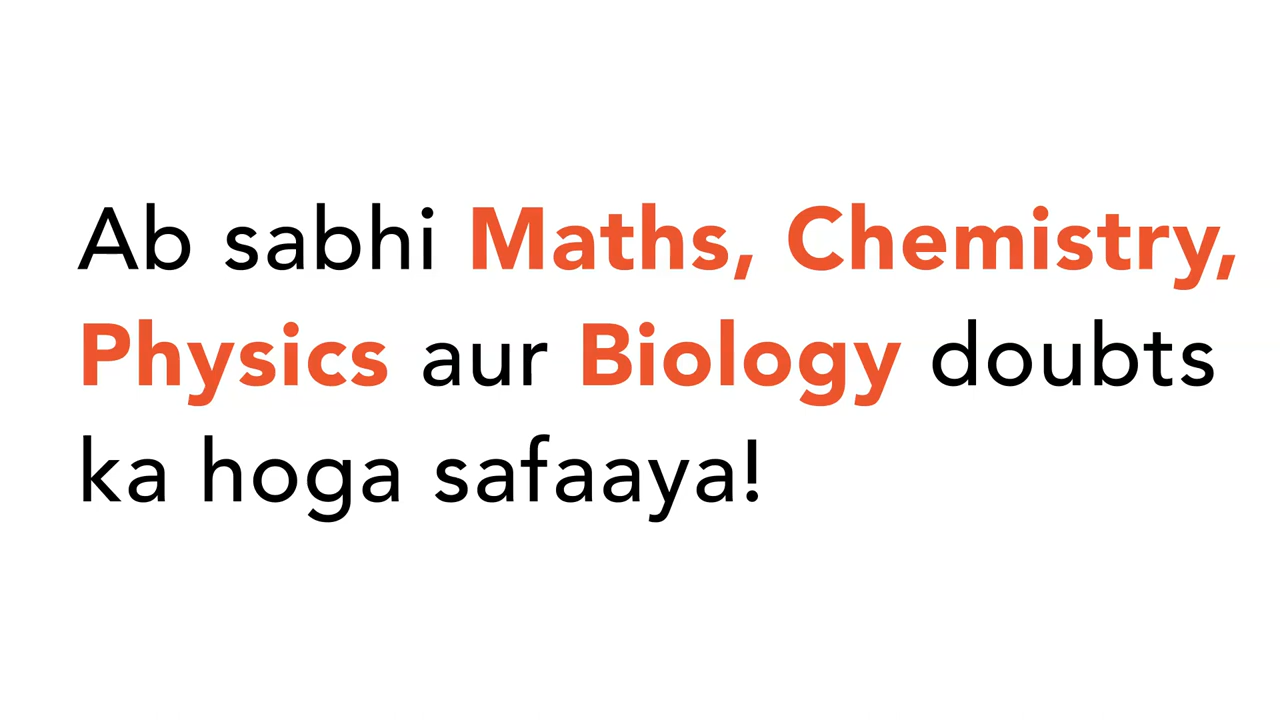 Ab sabhi Maths, Chemistry,
Physics aur Biology doubts
ka hoga safaaya!